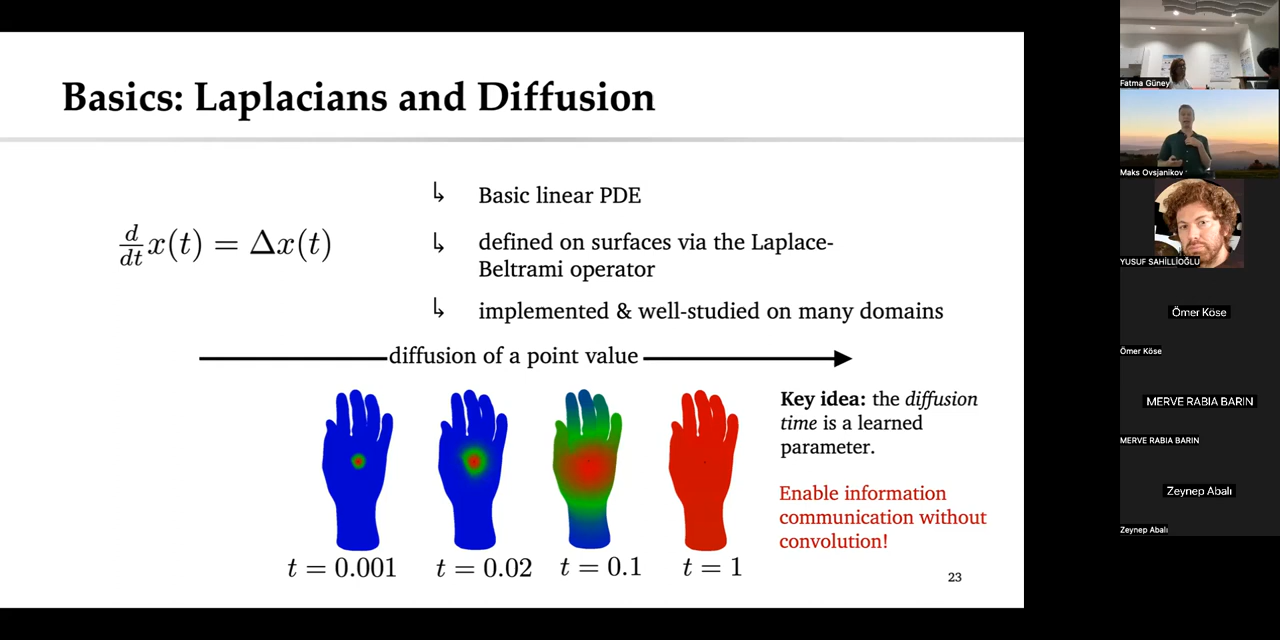 Basics: Laplacians and Diffusion
d/dt x(t) = Δx(t)
↳ Basic linear PDE
↳ defined on surfaces via the Laplace-
Beltrami operator
↳ implemented & well-studied on many domains
diffusion of a point value
Key idea: the diffusion
time is a learned
parameter.
Enable information
communication without
convolution!
t = 0.001
t = 0.02
t = 0.1
t = 1
23
Fatma Güney
Maks Ovsjanikov
YUSUF SAHİLLİOĞLU
Ömer Köse
Ömer Köse
MERVE RABIA BARIN
MERVE RABIA BARIN
Zeynep Abalı
Zeynep Abalı